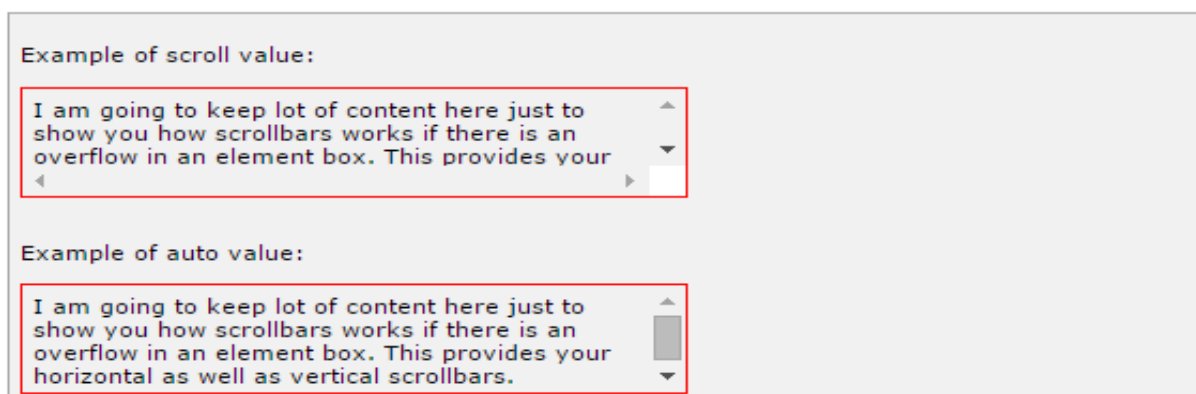 Example of scroll value:
I am going to keep lot of content here just to
show you how scrollbars works if there is an
overflow in an element box. This provides your
Example of auto value:
I am going to keep lot of content here just to
show you how scrollbars works if there is an
overflow in an element box. This provides your
horizontal as well as vertical scrollbars.